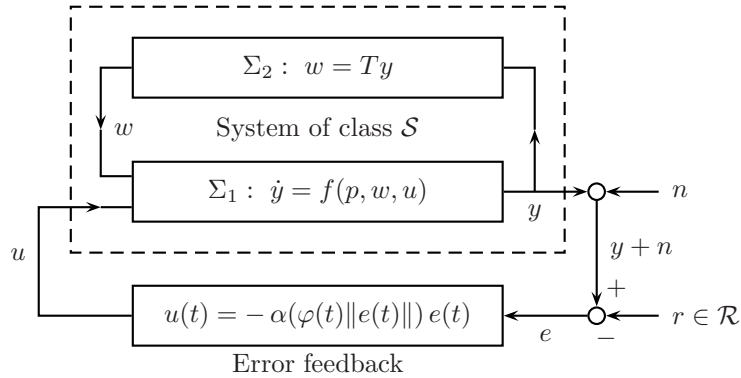 Σ₂ : w = Ty
w
System of class 𝒮
Σ₁ : ẏ = f(p, w, u)
y
n
u
y + n
+
u(t) = − α(φ(t)‖e(t)‖) e(t)
e
−
r ∈ ℛ
Error feedback